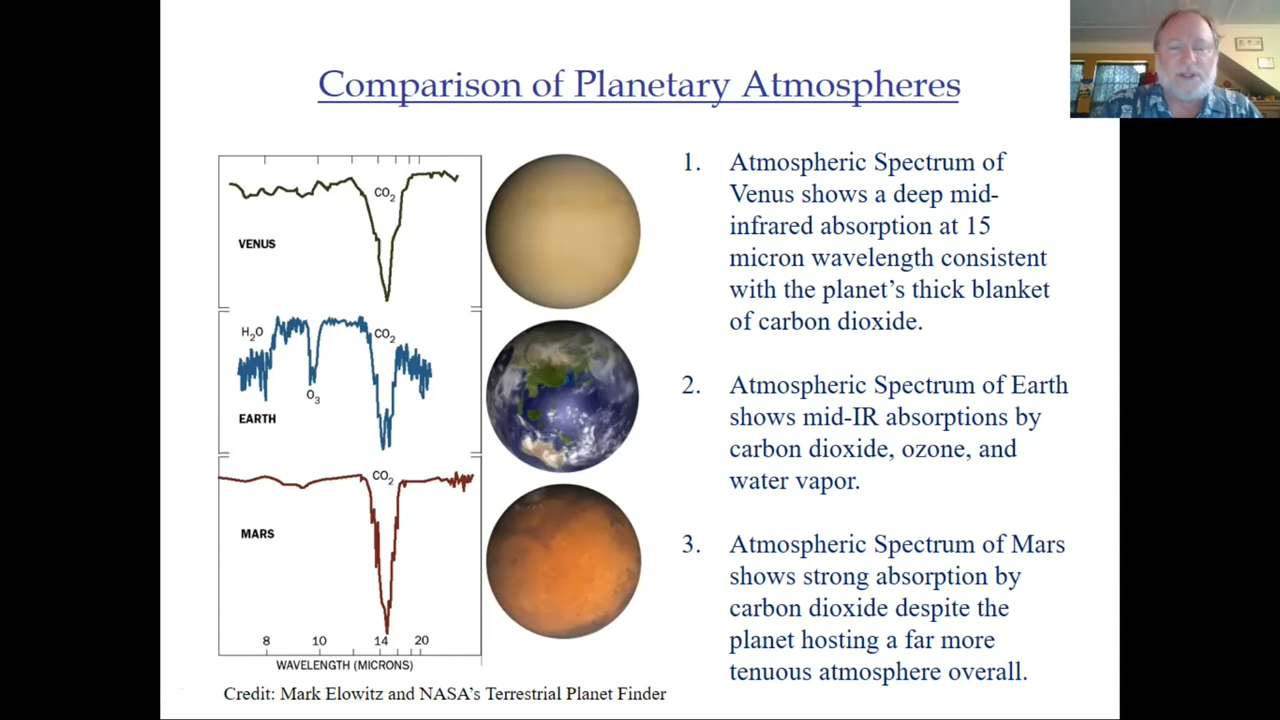 Comparison of Planetary Atmospheres
CO2
VENUS
H2O
CO2
O3
EARTH
CO2
MARS
8 10 14 20
WAVELENGTH (MICRONS)
Credit: Mark Elowitz and NASA's Terrestrial Planet Finder
1. Atmospheric Spectrum of
Venus shows a deep mid-
infrared absorption at 15
micron wavelength consistent
with the planet's thick blanket
of carbon dioxide.
2. Atmospheric Spectrum of Earth
shows mid-IR absorptions by
carbon dioxide, ozone, and
water vapor.
3. Atmospheric Spectrum of Mars
shows strong absorption by
carbon dioxide despite the
planet hosting a far more
tenuous atmosphere overall.